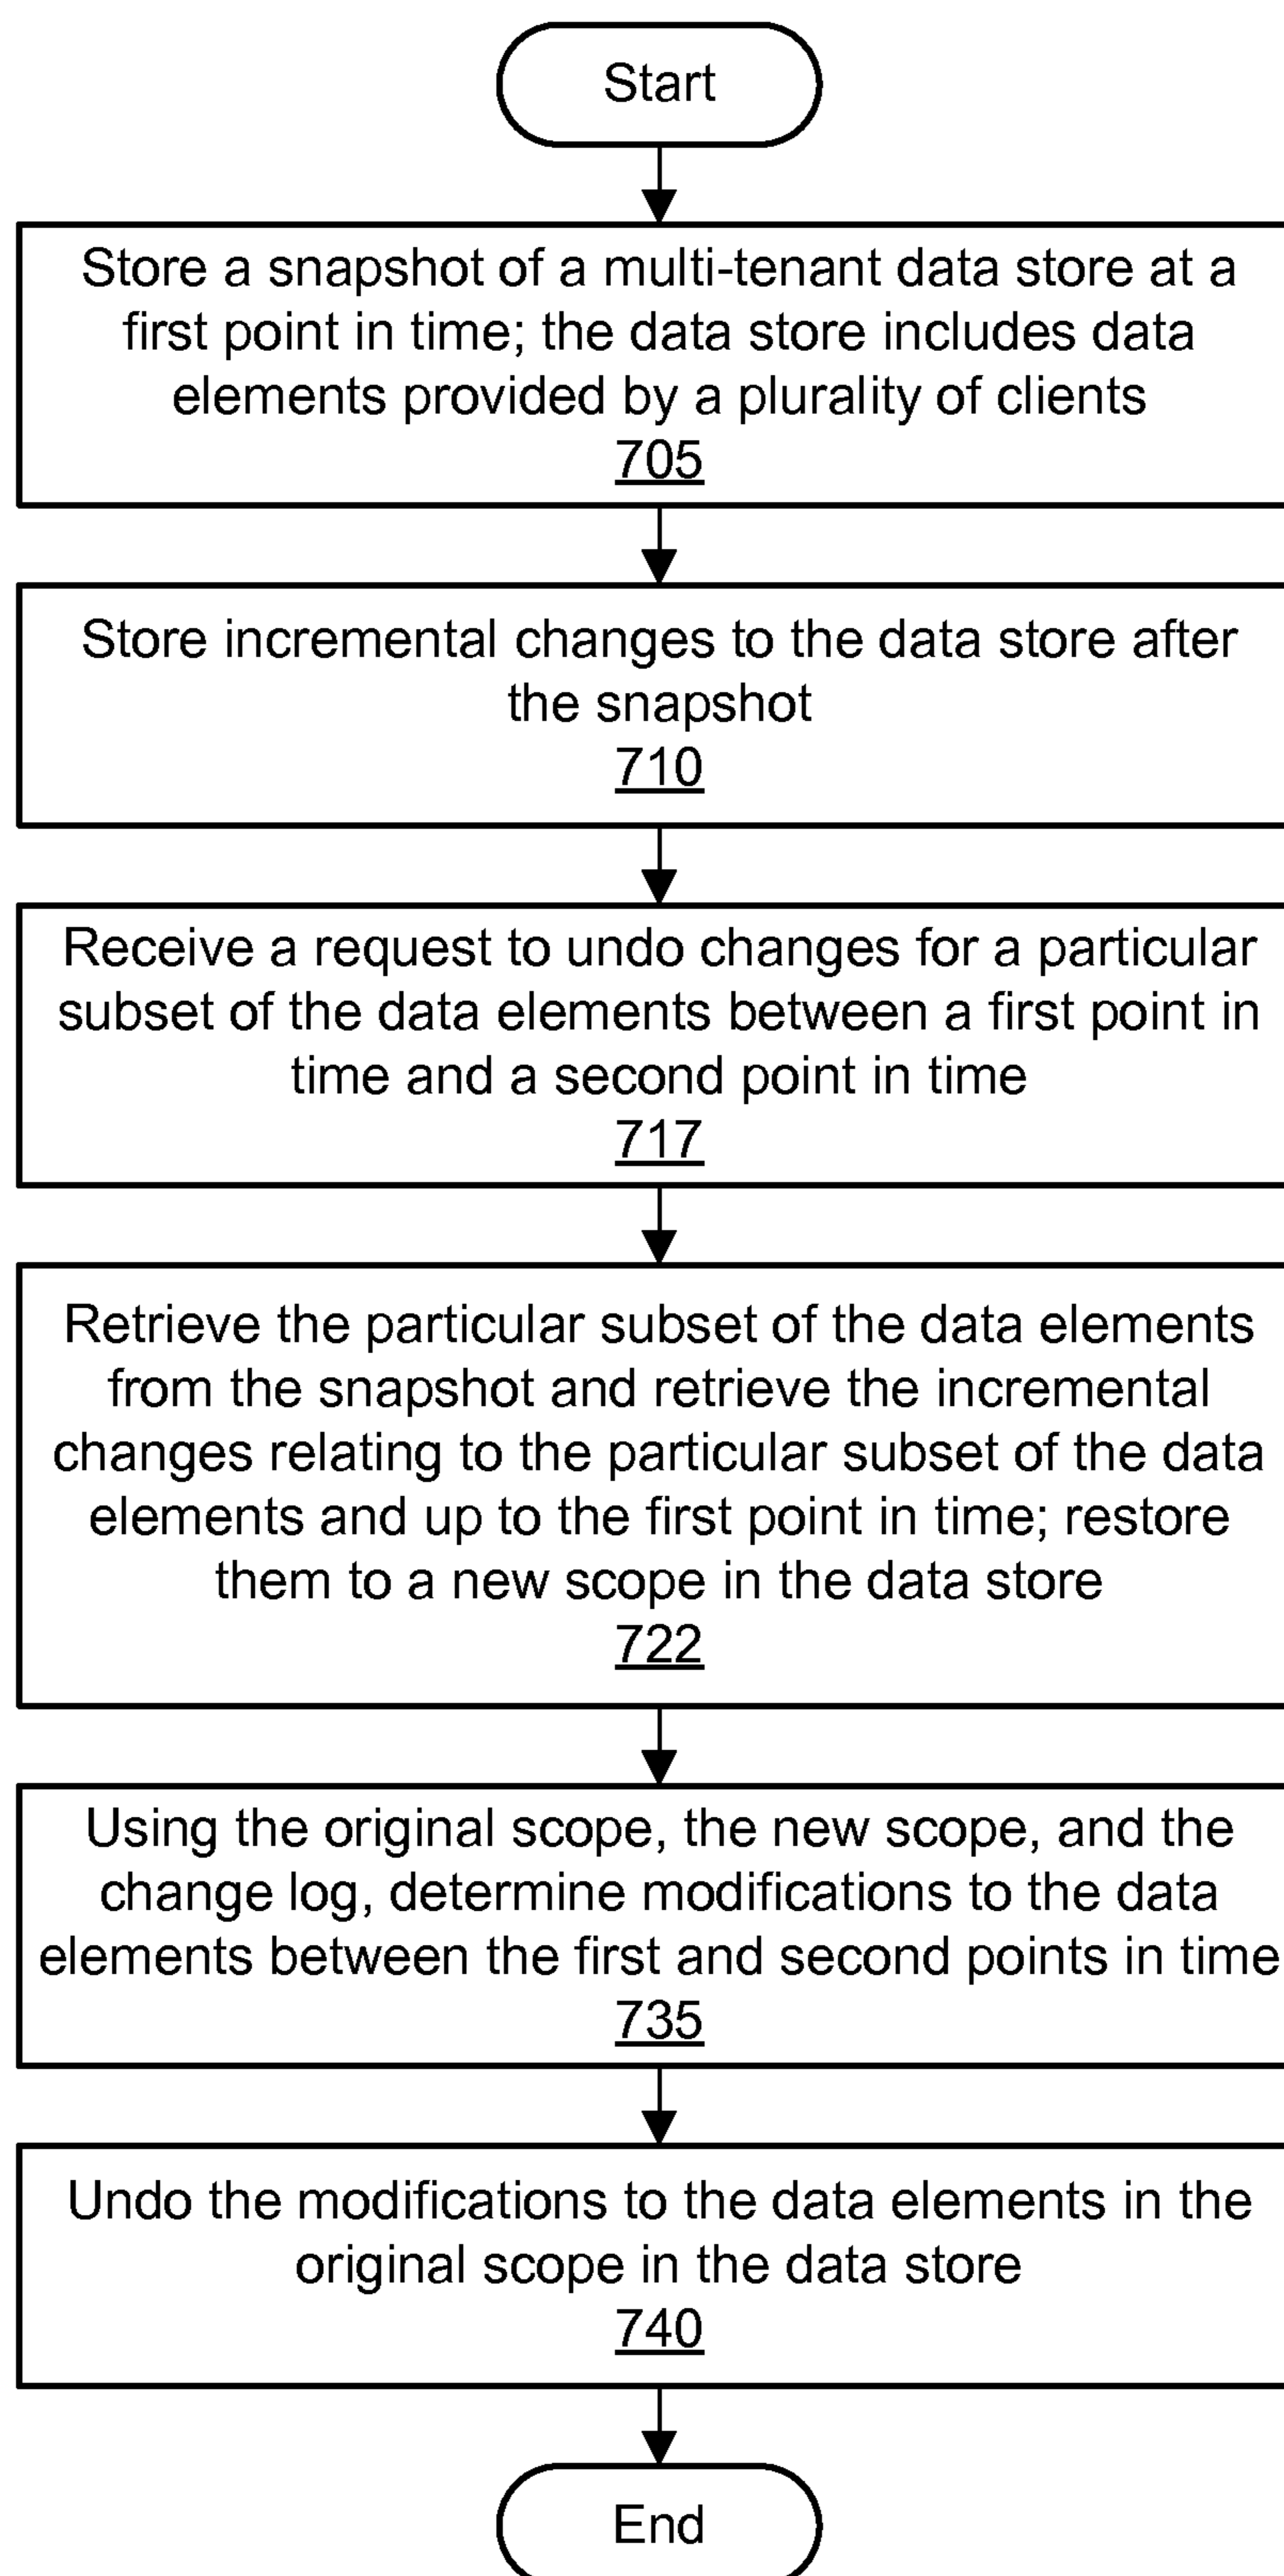 Start
Store a snapshot of a multi-tenant data store at a
first point in time; the data store includes data
elements provided by a plurality of clients
705
Store incremental changes to the data store after
the snapshot
710
Receive a request to undo changes for a particular
subset of the data elements between a first point in
time and a second point in time
717
Retrieve the particular subset of the data elements
from the snapshot and retrieve the incremental
changes relating to the particular subset of the data
elements and up to the first point in time; restore
them to a new scope in the data store
722
Using the original scope, the new scope, and the
change log, determine modifications to the data
elements between the first and second points in time
735
Undo the modifications to the data elements in the
original scope in the data store
740
End